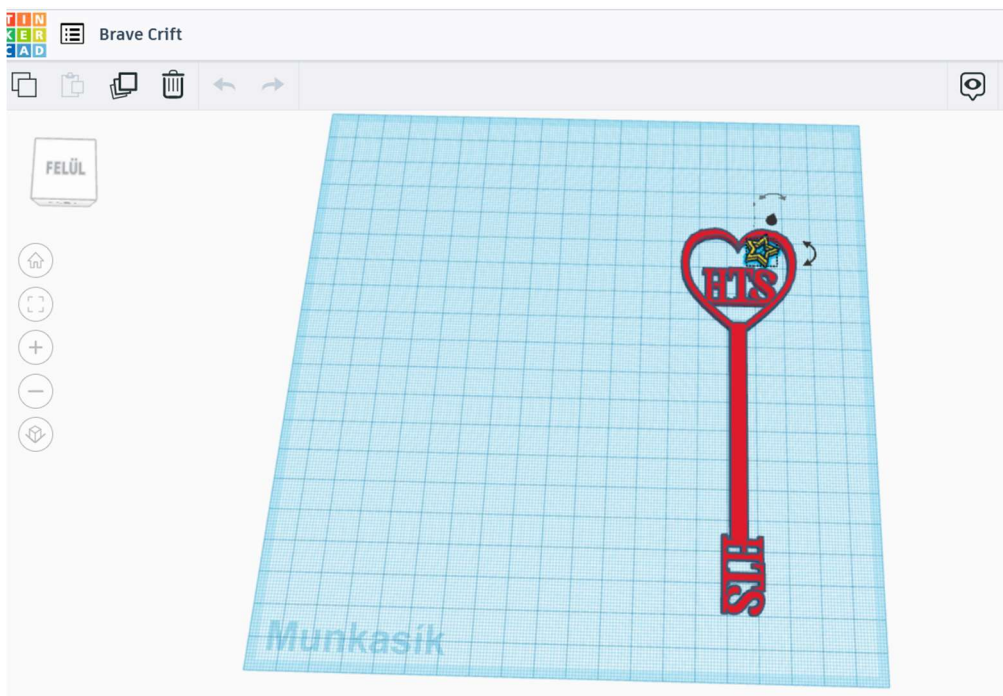 TIN
KER
CAD
Brave Crift
FELÜL
HTS
HTS
Munkasík